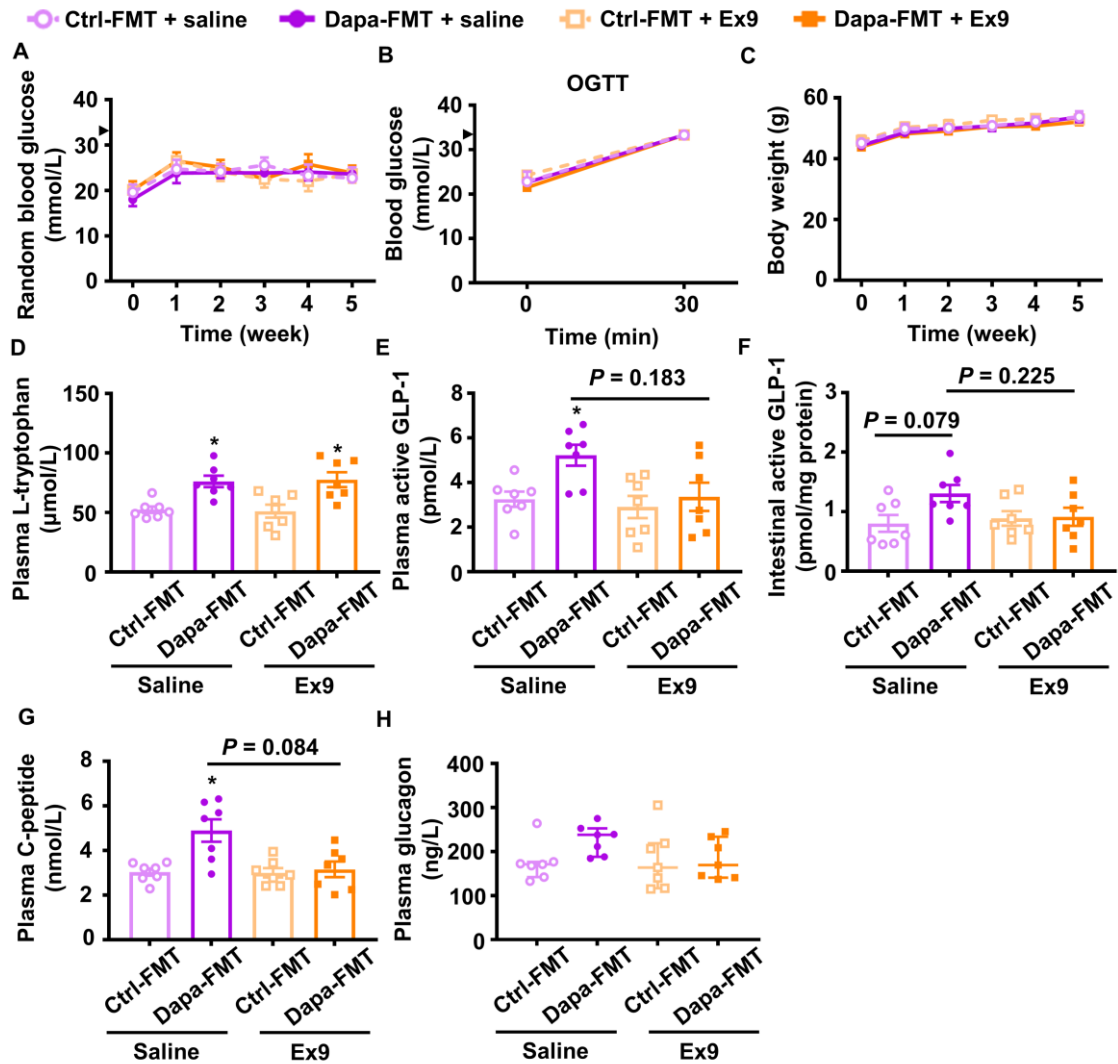 Ctrl-FMT + saline Dapa-FMT + saline Ctrl-FMT + Ex9 Dapa-FMT + Ex9
A
Random blood glucose
(mmol/L)
40
30
20
10
0
0 1 2 3 4 5
Time (week)
B
OGTT
Blood glucose
(mmol/L)
40
30
20
10
0
0 30
Time (min)
C
Body weight (g)
60
40
20
0
0 1 2 3 4 5
Time (week)
D
Plasma L-tryptophan
(μmol/L)
150
100
50
0
* *
Ctrl-FMT
Dapa-FMT
Ctrl-FMT
Dapa-FMT
Saline Ex9
E
Plasma active GLP-1
(pmol/L)
8
6
4
2
0
P = 0.183
*
Ctrl-FMT
Dapa-FMT
Ctrl-FMT
Dapa-FMT
Saline Ex9
F
Intestinal active GLP-1
(pmol/mg protein)
3
2
1
0
P = 0.225
P = 0.079
Ctrl-FMT
Dapa-FMT
Ctrl-FMT
Dapa-FMT
Saline Ex9
G
Plasma C-peptide
(nmol/L)
8
6
4
2
0
P = 0.084
*
Ctrl-FMT
Dapa-FMT
Ctrl-FMT
Dapa-FMT
Saline Ex9
H
Plasma glucagon
(ng/L)
400
300
200
100
0
Ctrl-FMT
Dapa-FMT
Ctrl-FMT
Dapa-FMT
Saline Ex9